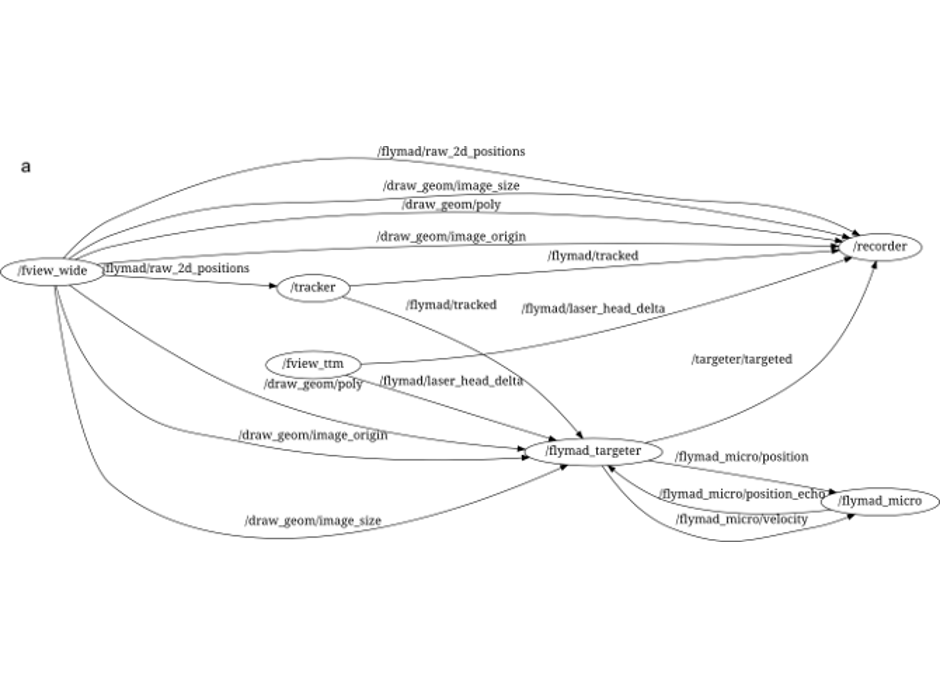 /flymad/raw_2d_positions
a
/draw_geom/image_size
/draw_geom/poly
/draw_geom/image_origin
/recorder
/flymad/tracked
/fview_wide
/flymad/raw_2d_positions
/tracker
/flymad/tracked
/flymad/laser_head_delta
/targeter/targeted
/fview_ttm
/draw_geom/poly
/flymad/laser_head_delta
/draw_geom/image_origin
/flymad_targeter
/flymad_micro/position
/flymad_micro/position_echo
/flymad_micro
/draw_geom/image_size
/flymad_micro/velocity